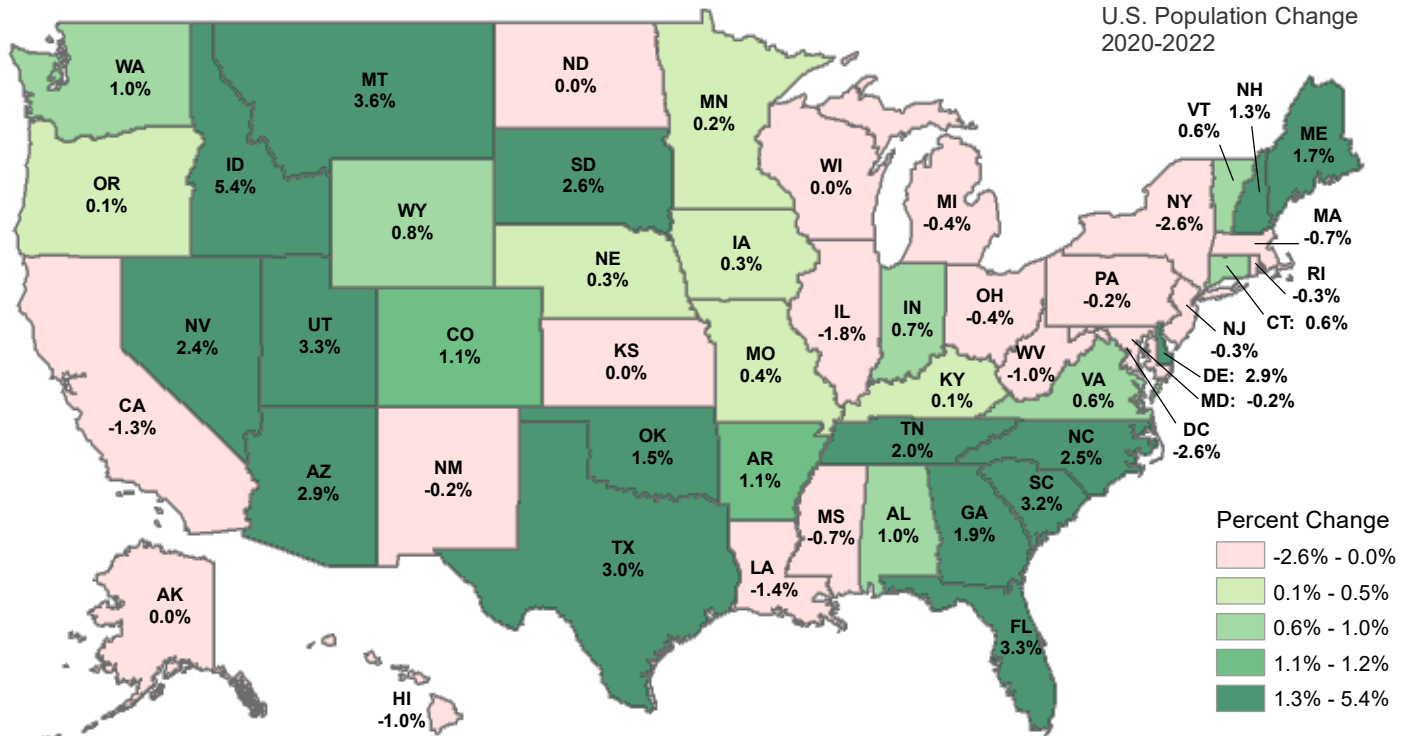 U.S. Population Change
2020-2022
WA
1.0%
MT
3.6%
ND
0.0%
MN
0.2%
VT
0.6%
NH
1.3%
ME
1.7%
OR
0.1%
ID
5.4%
SD
2.6%
WI
0.0%
MI
-0.4%
NY
-2.6%
MA
-0.7%
WY
0.8%
NE
0.3%
IA
0.3%
PA
-0.2%
RI
-0.3%
CT: 0.6%
NV
2.4%
UT
3.3%
CO
1.1%
KS
0.0%
MO
0.4%
IL
-1.8%
IN
0.7%
OH
-0.4%
WV
-1.0%
NJ
-0.3%
DE: 2.9%
MD: -0.2%
DC
-2.6%
CA
-1.3%
KY
0.1%
VA
0.6%
AZ
2.9%
NM
-0.2%
OK
1.5%
AR
1.1%
TN
2.0%
NC
2.5%
SC
3.2%
TX
3.0%
LA
-1.4%
MS
-0.7%
AL
1.0%
GA
1.9%
FL
3.3%
AK
0.0%
HI
-1.0%
Percent Change
-2.6% - 0.0%
0.1% - 0.5%
0.6% - 1.0%
1.1% - 1.2%
1.3% - 5.4%